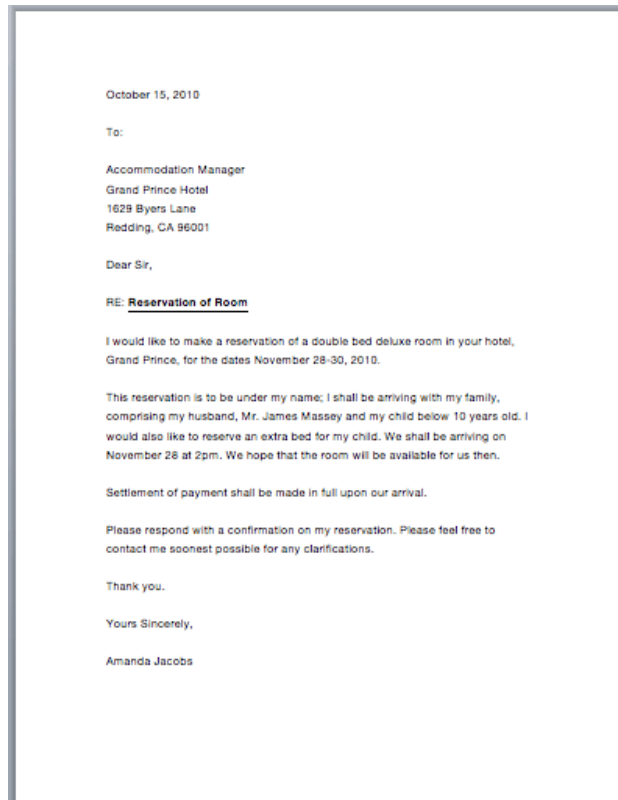 October 15, 2010
To:
Accommodation Manager
Grand Prince Hotel
1629 Byers Lane
Redding, CA 96001
Dear Sir,
RE: Reservation of Room
I would like to make a reservation of a double bed deluxe room in your hotel,
Grand Prince, for the dates November 28-30, 2010.
This reservation is to be under my name; I shall be arriving with my family,
comprising my husband, Mr. James Massey and my child below 10 years old. I
would also like to reserve an extra bed for my child. We shall be arriving on
November 28 at 2pm. We hope that the room will be available for us then.
Settlement of payment shall be made in full upon our arrival.
Please respond with a confirmation on my reservation. Please feel free to
contact me soonest possible for any clarifications.
Thank you.
Yours Sincerely,
Amanda Jacobs